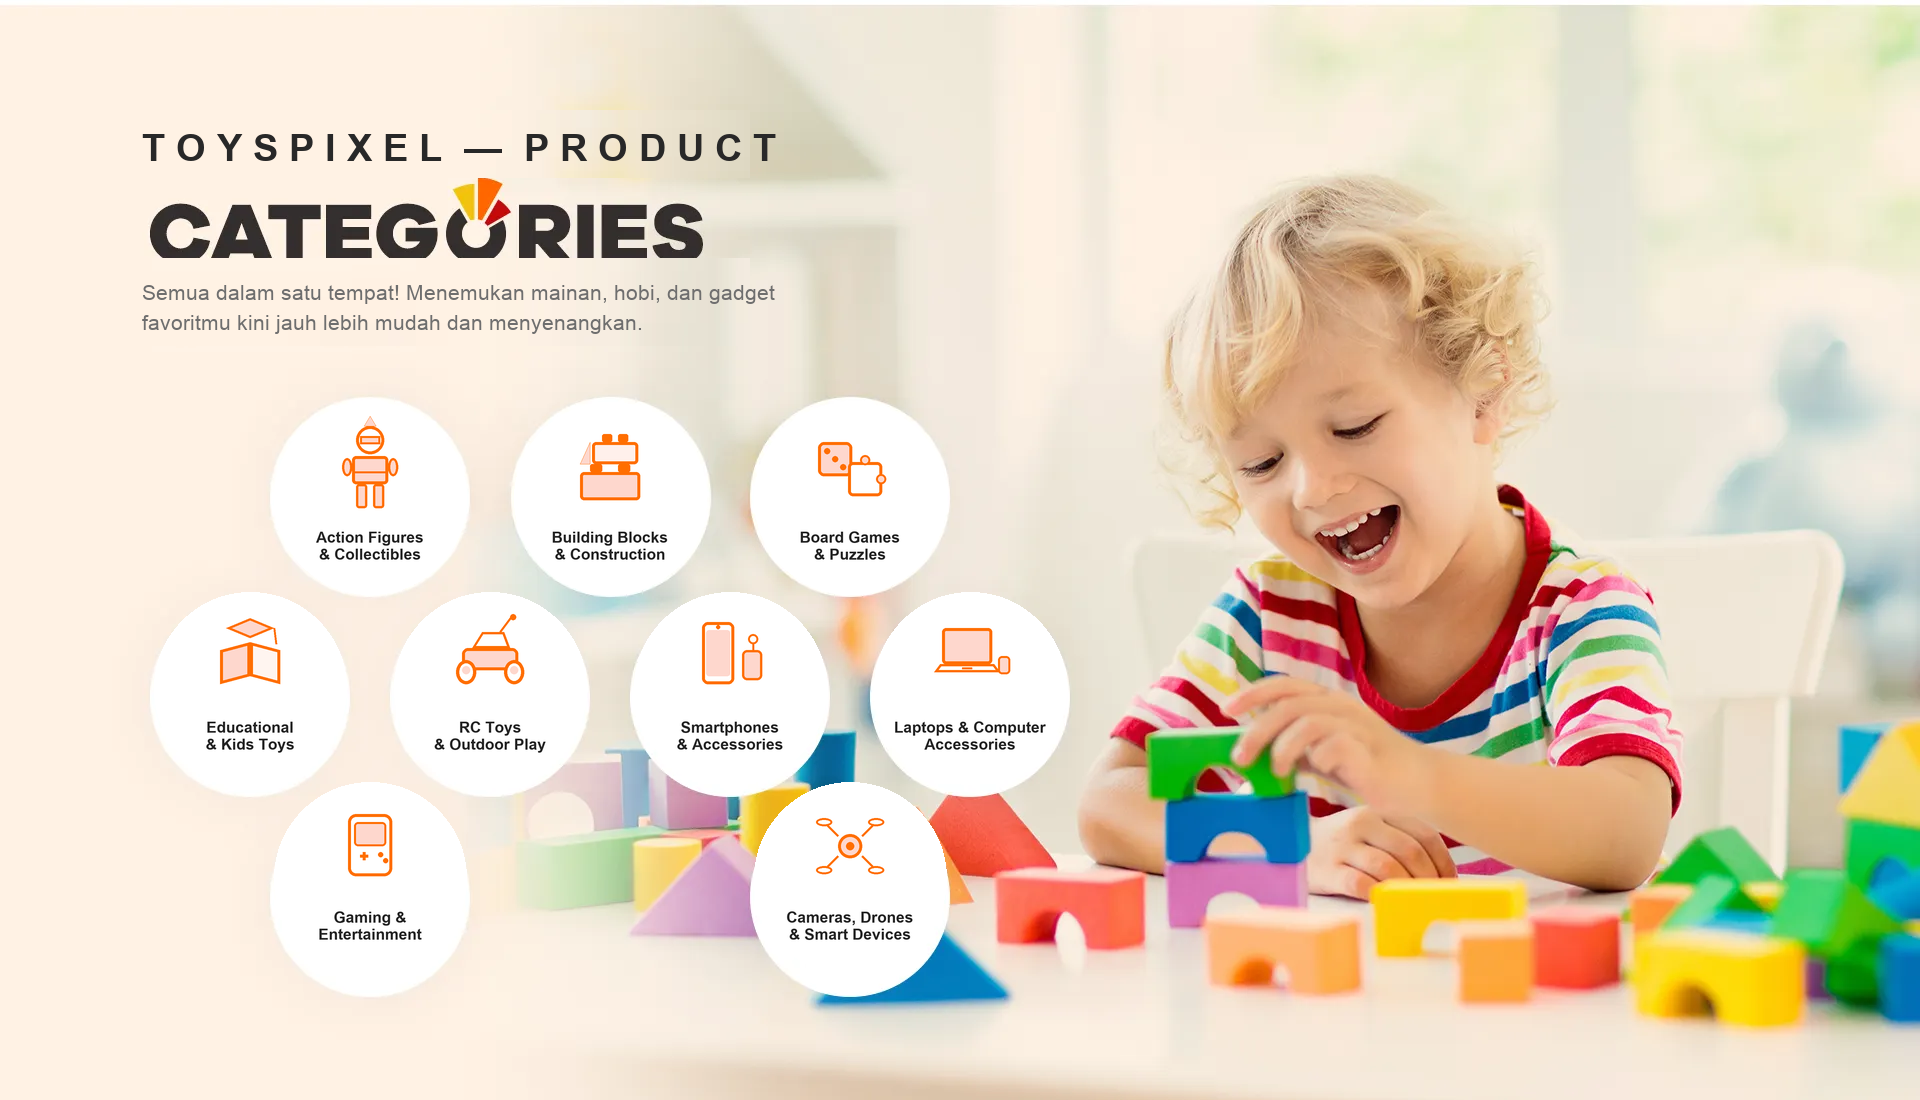 TOYSPIXEL — PRODUCT
CATEGORIES
Semua dalam satu tempat! Menemukan mainan, hobi, dan gadget
favoritmu kini jauh lebih mudah dan menyenangkan.
Action Figures
& Collectibles
Building Blocks
& Construction
Board Games
& Puzzles
Educational
& Kids Toys
RC Toys
& Outdoor Play
Smartphones
& Accessories
Laptops & Computer
Accessories
Gaming &
Entertainment
Cameras, Drones
& Smart Devices